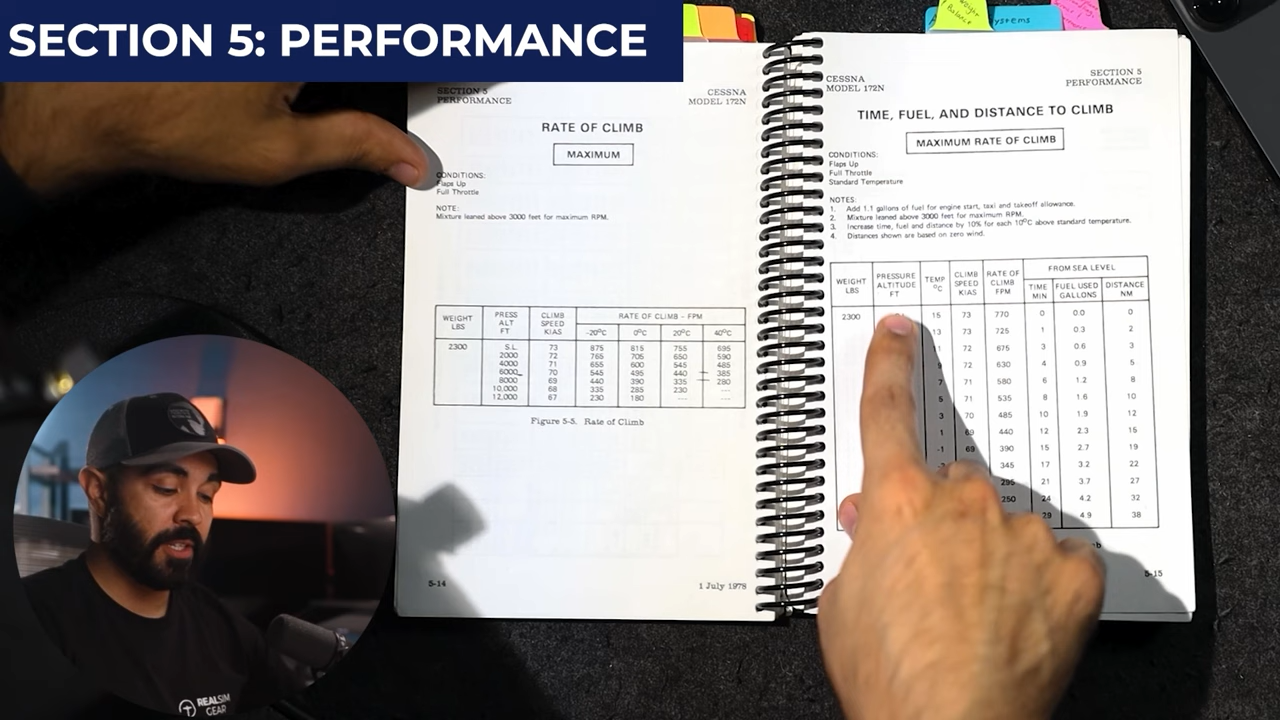 SECTION 5: PERFORMANCE
Weight
Balance
Systems
SECTION 5
PERFORMANCE
CESSNA
MODEL 172N
RATE OF CLIMB
MAXIMUM
CONDITIONS:
Flaps Up
Full Throttle
NOTE:
Mixture leaned above 3000 feet for maximum RPM.
WEIGHT LBS PRESS ALT FT CLIMB SPEED KIAS RATE OF CLIMB - FPM
-20°C 0°C 20°C 40°C
2300 S.L. 73 875 815 755 695
2000 72 765 705 650 590
4000 71 655 600 545 485
6000 70 545 495 440 385
8000 69 440 390 335 280
10,000 68 335 285 230 ---
12,000 67 230 180 --- ---
Figure 5-5. Rate of Climb
5-14
1 July 1978
CESSNA
MODEL 172N
SECTION 5
PERFORMANCE
TIME, FUEL, AND DISTANCE TO CLIMB
MAXIMUM RATE OF CLIMB
CONDITIONS:
Flaps Up
Full Throttle
Standard Temperature
NOTES:
1. Add 1.1 gallons of fuel for engine start, taxi and takeoff allowance.
2. Mixture leaned above 3000 feet for maximum RPM.
3. Increase time, fuel and distance by 10% for each 10°C above standard temperature.
4. Distances shown are based on zero wind.
WEIGHT LBS PRESSURE ALTITUDE FT TEMP °C CLIMB SPEED KIAS RATE OF CLIMB FPM FROM SEA LEVEL
TIME MIN FUEL USED GALLONS DISTANCE NM
2300 15 73 770 0 0.0 0
13 73 725 1 0.3 2
72 675 3 0.6 3
72 630 4 0.9 5
7 71 580 6 1.2 8
5 71 535 8 1.6 10
3 70 485 10 1.9 12
1 69 440 12 2.3 15
-1 69 390 15 2.7 19
345 17 3.2 22
295 21 3.7 27
250 24 4.2 32
29 4.9 38
5-15
REALSIM
GEAR